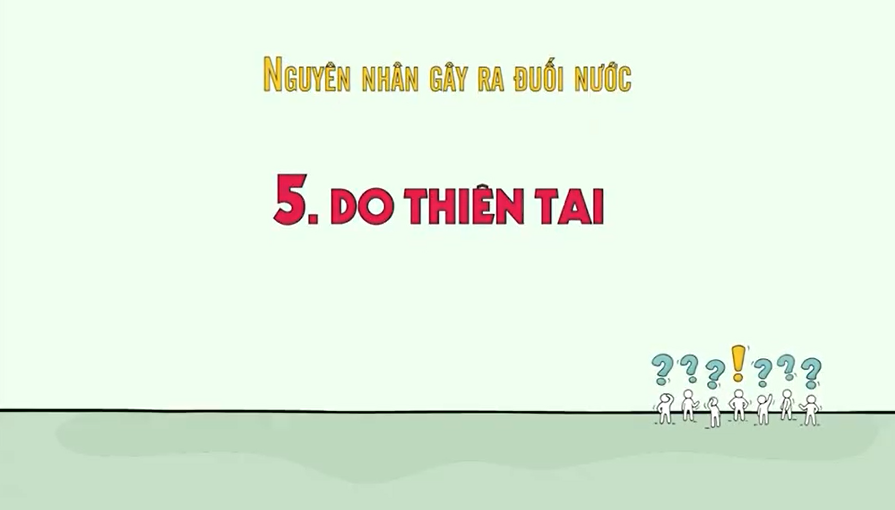 NGUYÊN NHÂN GÂY RA ĐUỐI NƯỚC
5. DO THIÊN TAI
? ? ? ! ? ? ?